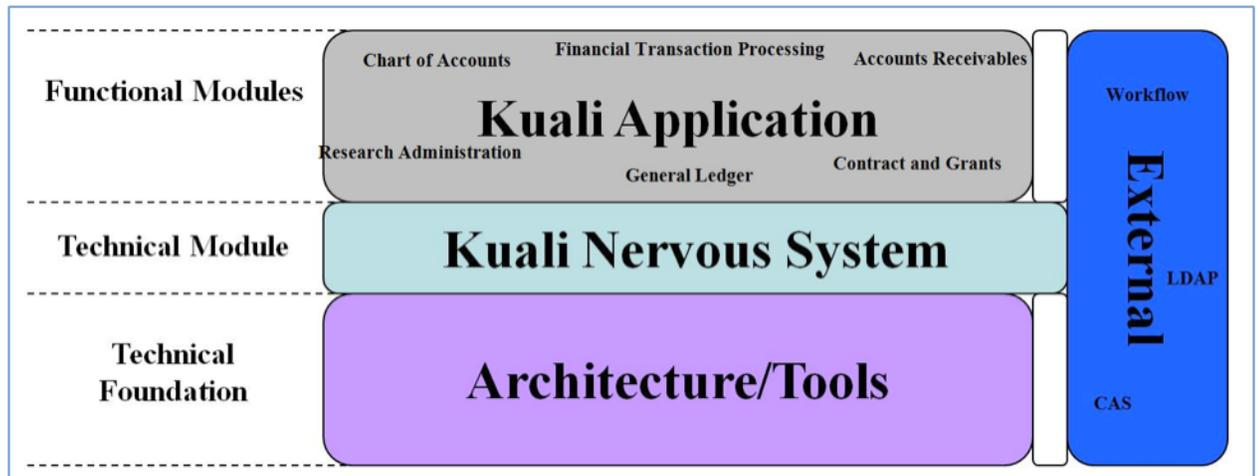 Functional Modules
Chart of Accounts
Financial Transaction Processing
Accounts Receivables
Kuali Application
Research Administration
General Ledger
Contract and Grants
Technical Module
Kuali Nervous System
Technical
Foundation
Architecture/Tools
Workflow
External
LDAP
CAS